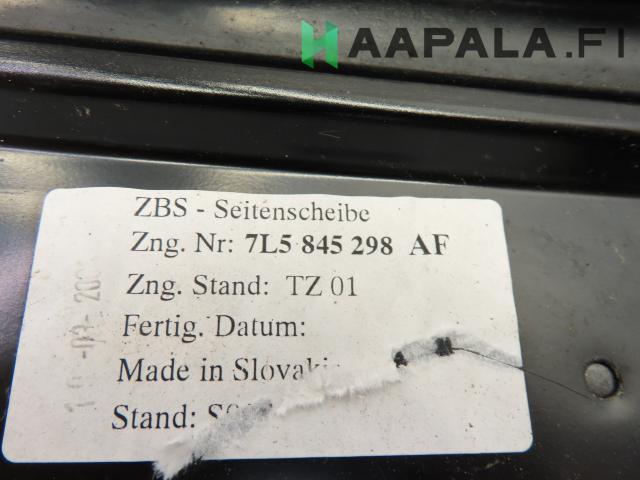 HAAPALA.FI
ZBS - Seitenscheibe
Zng. Nr: 7L5 845 298 AF
Zng. Stand: TZ 01
Fertig. Datum:
Made in
Stand: